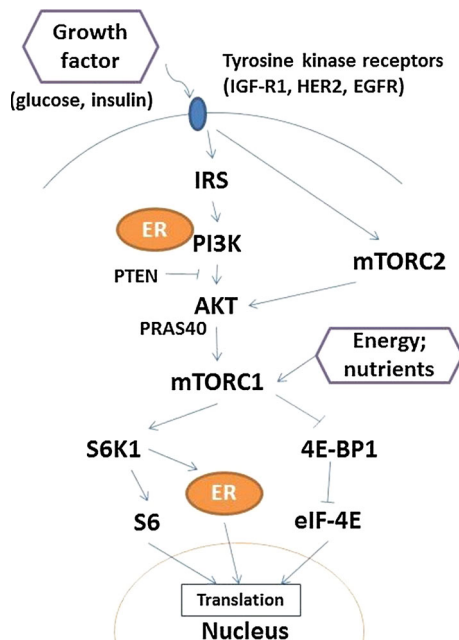 Growth
factor
(glucose, insulin)
Tyrosine kinase receptors
(IGF-R1, HER2, EGFR)
IRS
ER
PI3K
mTORC2
PTEN
AKT
PRAS40
Energy;
nutrients
mTORC1
S6K1
4E-BP1
ER
S6
eIF-4E
Translation
Nucleus